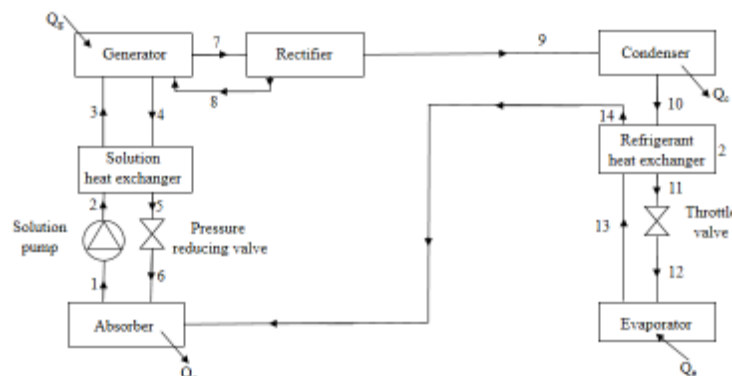 Qg
Generator
7
Rectifier
9
Condenser
Qc
8
3
4
14
10
Solution
heat exchanger
Refrigerant
heat exchanger
2
2
5
11
Solution
pump
Pressure
reducing valve
13
Throttle
valve
1
6
12
Absorber
Evaporator
Qe